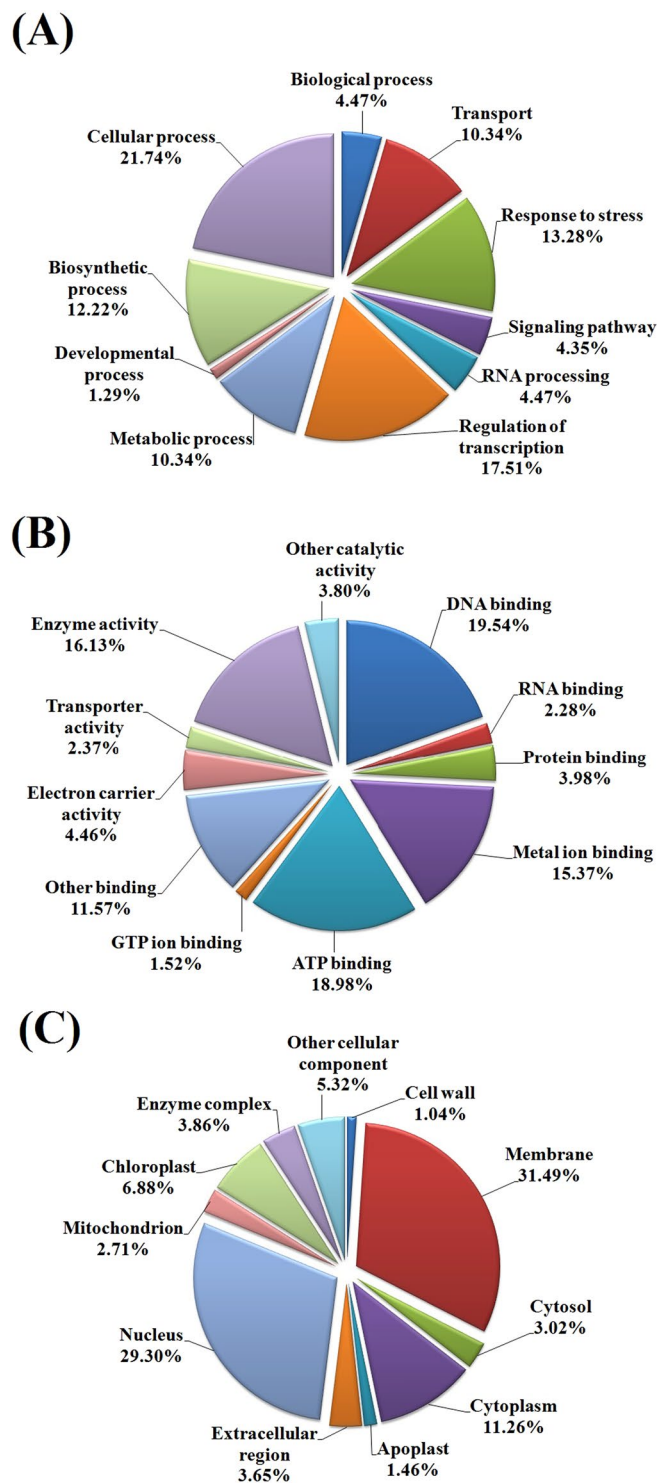 (A)
Biological process
4.47%
Transport
10.34%
Response to stress
13.28%
Signaling pathway
4.35%
RNA processing
4.47%
Regulation of
transcription
17.51%
Metabolic process
10.34%
Developmental
process
1.29%
Biosynthetic
process
12.22%
Cellular process
21.74%
(B)
Other catalytic
activity
3.80%
DNA binding
19.54%
RNA binding
2.28%
Protein binding
3.98%
Metal ion binding
15.37%
ATP binding
18.98%
GTP ion binding
1.52%
Other binding
11.57%
Electron carrier
activity
4.46%
Transporter
activity
2.37%
Enzyme activity
16.13%
(C)
Other cellular
component
5.32%
Cell wall
1.04%
Membrane
31.49%
Cytosol
3.02%
Cytoplasm
11.26%
Apoplast
1.46%
Extracellular
region
3.65%
Nucleus
29.30%
Mitochondrion
2.71%
Chloroplast
6.88%
Enzyme complex
3.86%